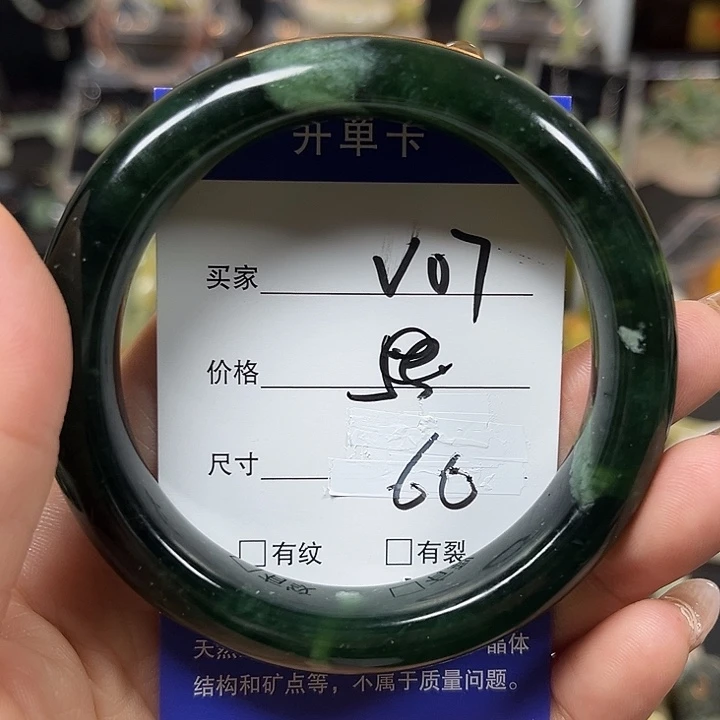 开单卡
买家 V07
价格
尺寸 60
□有纹 □有裂
天然 晶体
结构和矿点等，不属于质量问题。